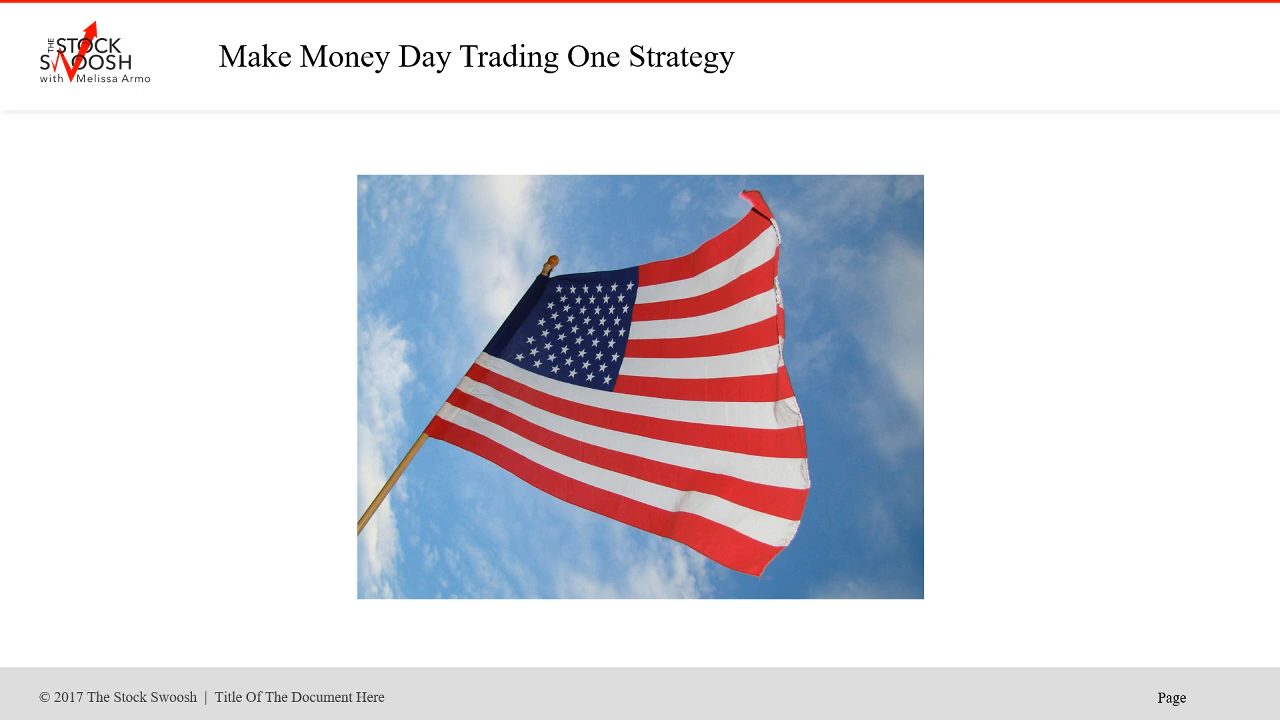 THE STOCK
SWOOSH
with Melissa Armo
Make Money Day Trading One Strategy
© 2017 The Stock Swoosh | Title Of The Document Here
Page